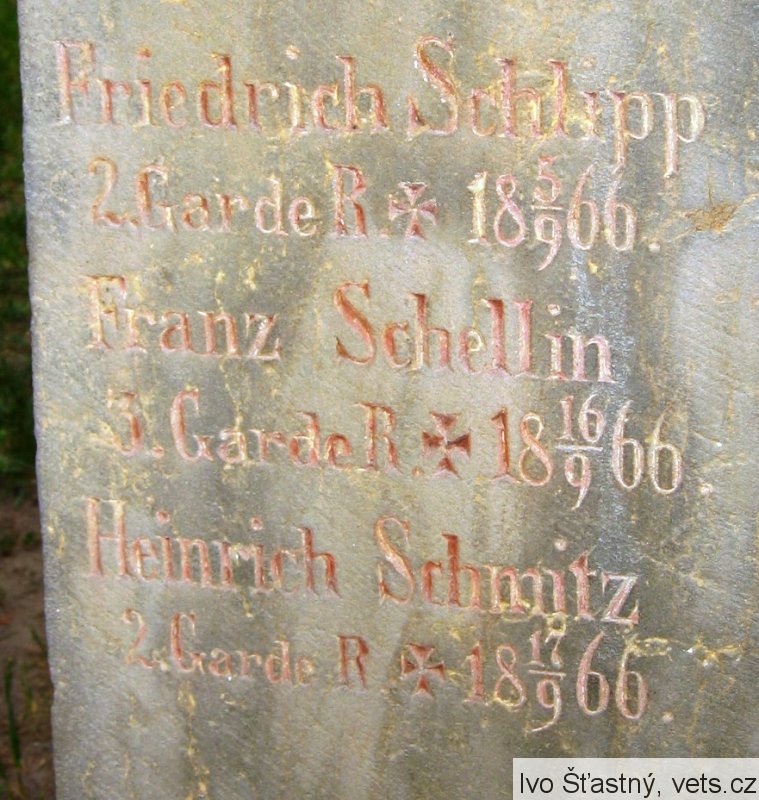 Friedrich Schlipp
2. Garde R. ✠ 18 5/9 66.
Franz Schellin
3. Garde R. ✠ 18 16/9 66.
Heinrich Schmitz
2. Garde R. ✠ 18 17/9 66.
Ivo Šťastný, vets.cz